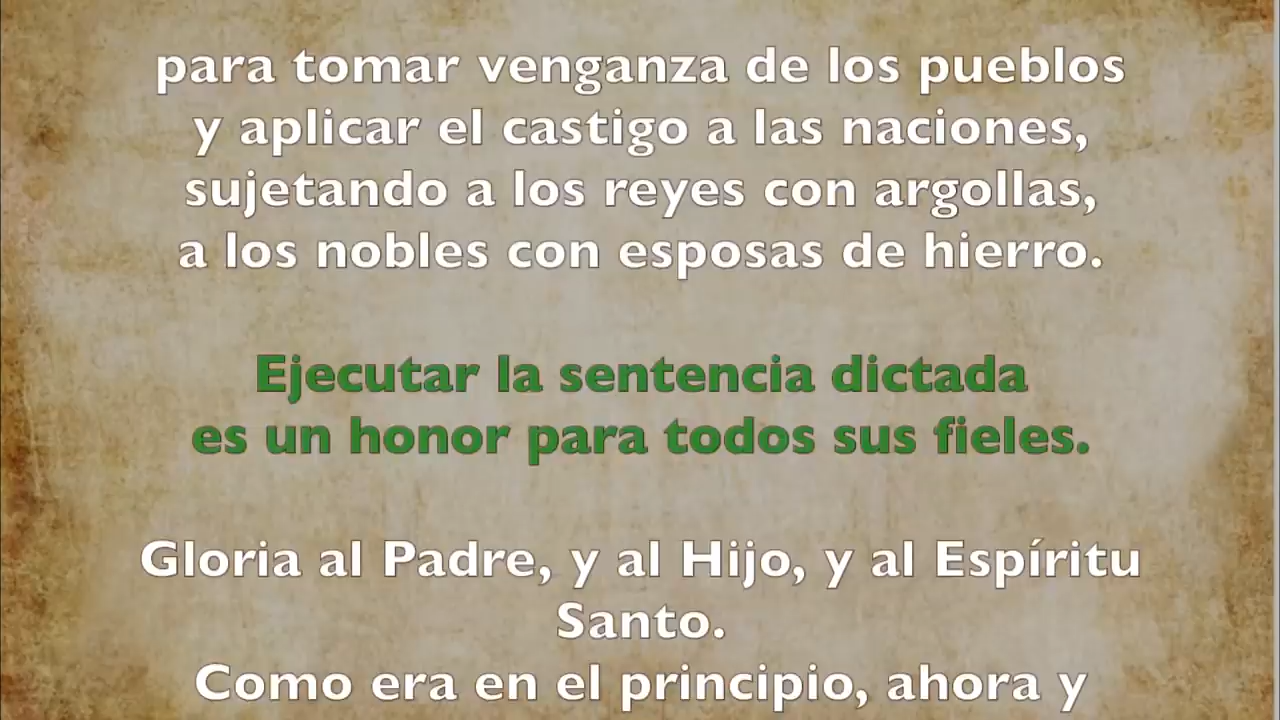 para tomar venganza de los pueblos
y aplicar el castigo a las naciones,
sujetando a los reyes con argollas,
a los nobles con esposas de hierro.
Ejecutar la sentencia dictada
es un honor para todos sus fieles.
Gloria al Padre, y al Hijo, y al Espíritu
Santo.
Como era en el principio, ahora y